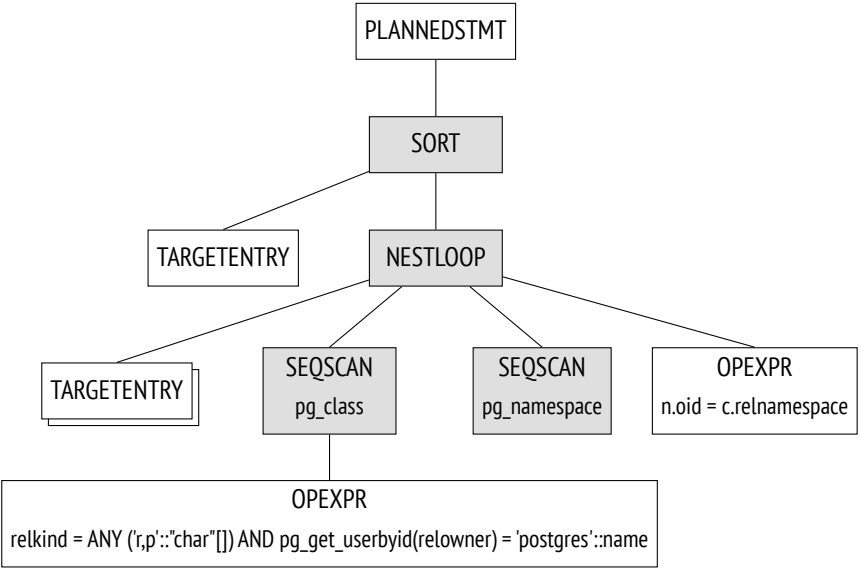 PLANNEDSTMT
SORT
TARGETENTRY
NESTLOOP
TARGETENTRY
SEQSCAN
pg_class
SEQSCAN
pg_namespace
OPEXPR
n.oid = c.relnamespace
OPEXPR
relkind = ANY ('r,p'::"char"[]) AND pg_get_userbyid(relowner) = 'postgres'::name